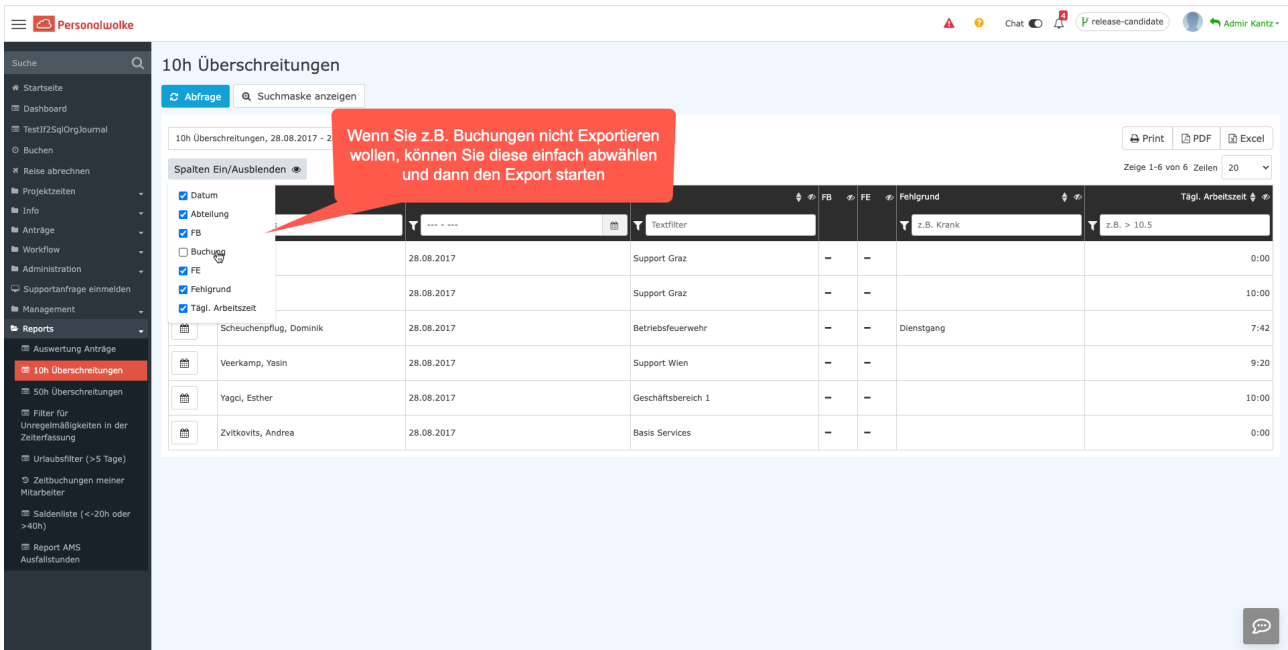 Personalwolke
Chat
4
release-candidate
Admir Kantz
Suche
Startseite
Dashboard
TestIf2SqlOrgJournal
Buchen
Reise abrechnen
Projektzeiten
Info
Anträge
Workflow
Administration
Supportanfrage einmelden
Management
Reports
Auswertung Anträge
10h Überschreitungen
50h Überschreitungen
Filter für
Unregelmäßigkeiten in der
Zeiterfassung
Urlaubsfilter (>5 Tage)
Zeitbuchungen meiner
Mitarbeiter
Saldenliste (<-20h oder
>40h)
Report AMS
Ausfallstunden
10h Überschreitungen
Abfrage Suchmaske anzeigen
Wenn Sie z.B. Buchungen nicht Exportieren
wollen, können Sie diese einfach abwählen
und dann den Export starten
10h Überschreitungen, 28.08.2017 -
Print PDF Excel
Spalten Ein/Ausblenden
Zeige 1-6 von 6 Zeilen 20
Datum
Abteilung
FB
Buchung
FE
Fehlgrund
Tägl. Arbeitszeit
FB FE Fehlgrund Tägl. Arbeitszeit
--- - --- Textfilter z.B. Krank z.B. > 10,5
28.08.2017 Support Graz – – 0:00
28.08.2017 Support Graz – – 10:00
Scheuchenpflug, Dominik 28.08.2017 Betriebsfeuerwehr – – Dienstgang 7:42
Veerkamp, Yasin 28.08.2017 Support Wien – – 9:20
Yagci, Esther 28.08.2017 Geschäftsbereich 1 – – 10:00
Zvitkovits, Andrea 28.08.2017 Basis Services – – 0:00